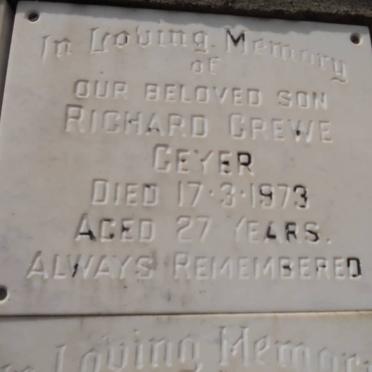 In Loving Memory
of
OUR BELOVED SON
RICHARD CREWE
GEYER
DIED 17·3·1973
AGED 27 YEARS.
ALWAYS REMEMBERED
In Loving Memory